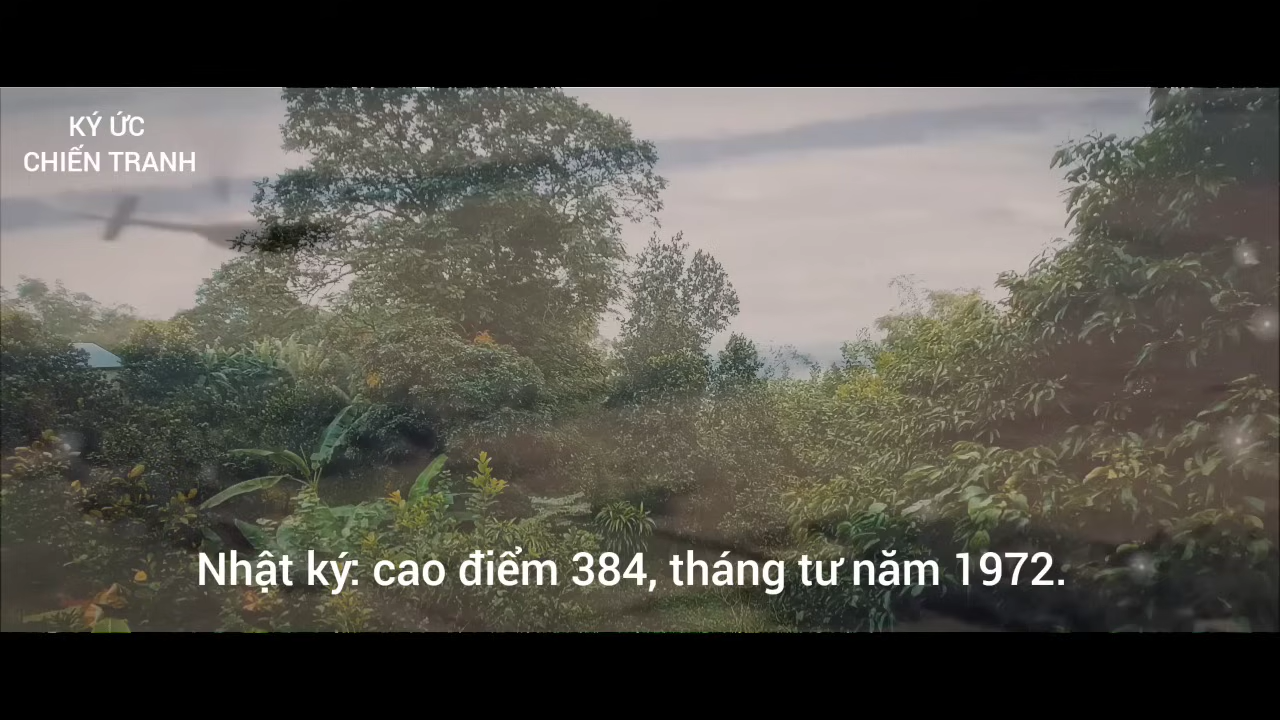 KÝ ỨC
CHIẾN TRANH
Nhật ký: cao điểm 384, tháng tư năm 1972.